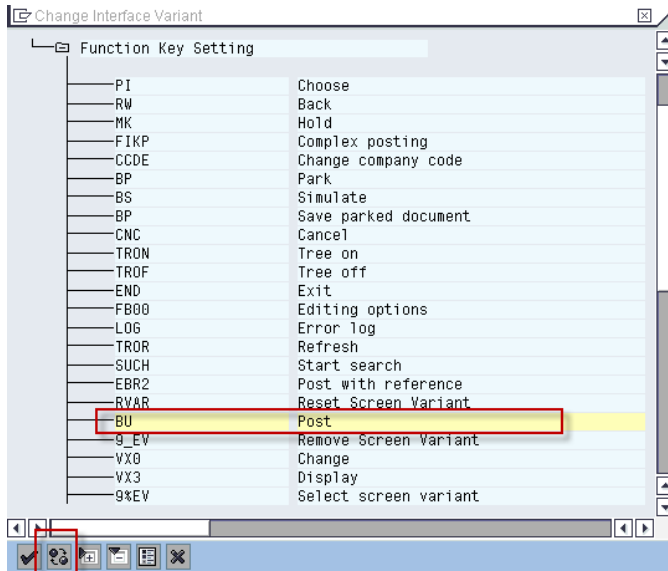 Change Interface Variant
Function Key Setting
PI Choose
RW Back
MK Hold
FIKP Complex posting
CCDE Change company code
BP Park
BS Simulate
BP Save parked document
CNC Cancel
TRON Tree on
TROF Tree off
END Exit
FB00 Editing options
LOG Error log
TROR Refresh
SUCH Start search
EBR2 Post with reference
RVAR Reset Screen Variant
BU Post
9_EV Remove Screen Variant
VX0 Change
VX3 Display
9%EV Select screen variant